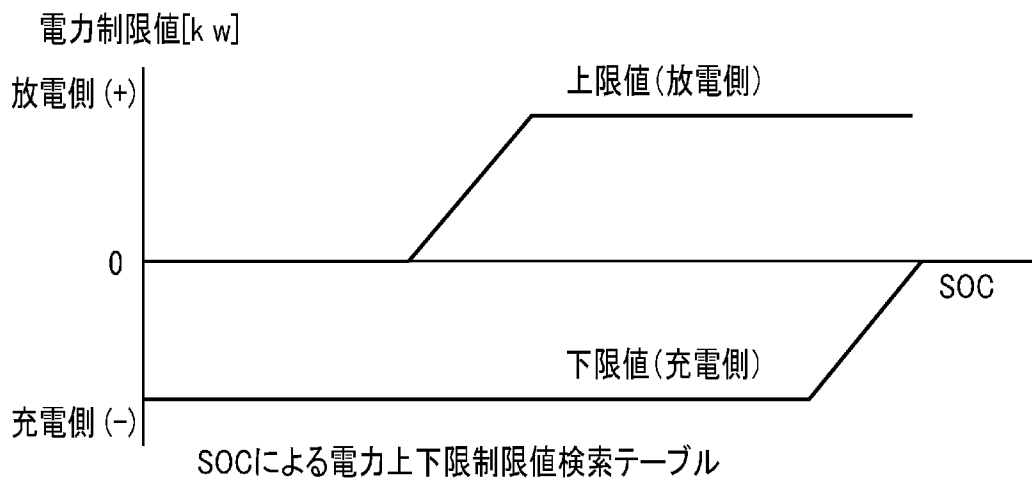 電力制限値[kw]
放電側(+)
上限値(放電側)
0
SOC
下限値(充電側)
充電側(-)
SOCによる電力上下限制限値検索テーブル